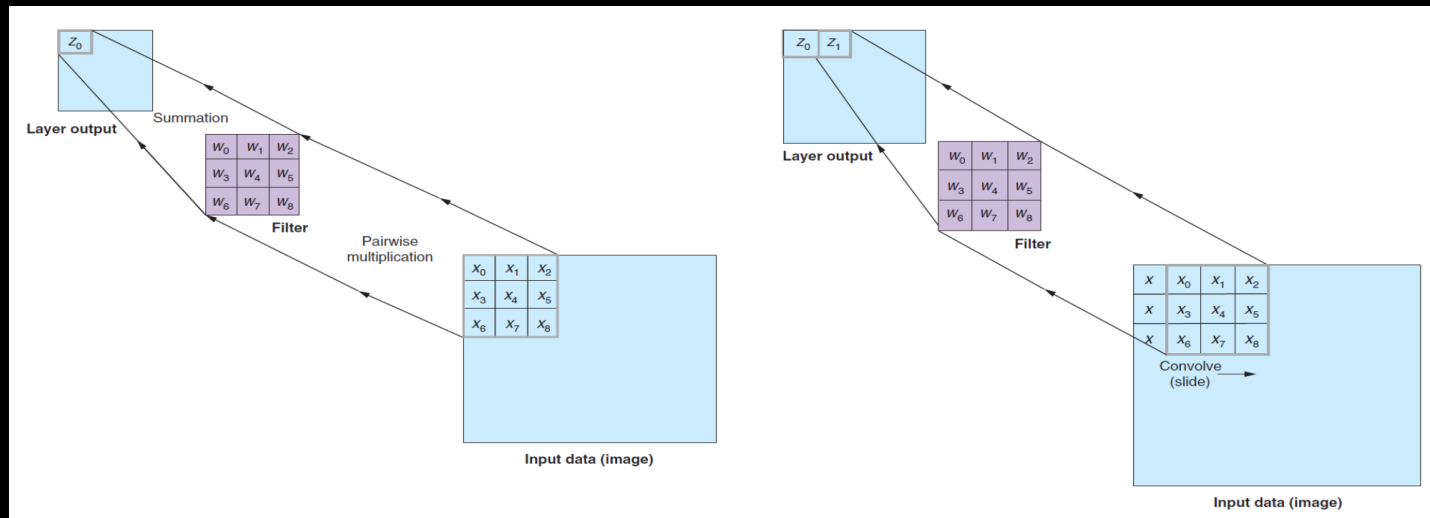 Z₀
Summation
Layer output
W₀ W₁ W₂
W₃ W₄ W₅
W₆ W₇ W₈
Filter
Pairwise
multiplication
X₀ X₁ X₂
X₃ X₄ X₅
X₆ X₇ X₈
Input data (image)
Z₀ Z₁
Layer output
W₀ W₁ W₂
W₃ W₄ W₅
W₆ W₇ W₈
Filter
X X₀ X₁ X₂
X X₃ X₄ X₅
X X₆ X₇ X₈
Convolve
(slide)
Input data (image)